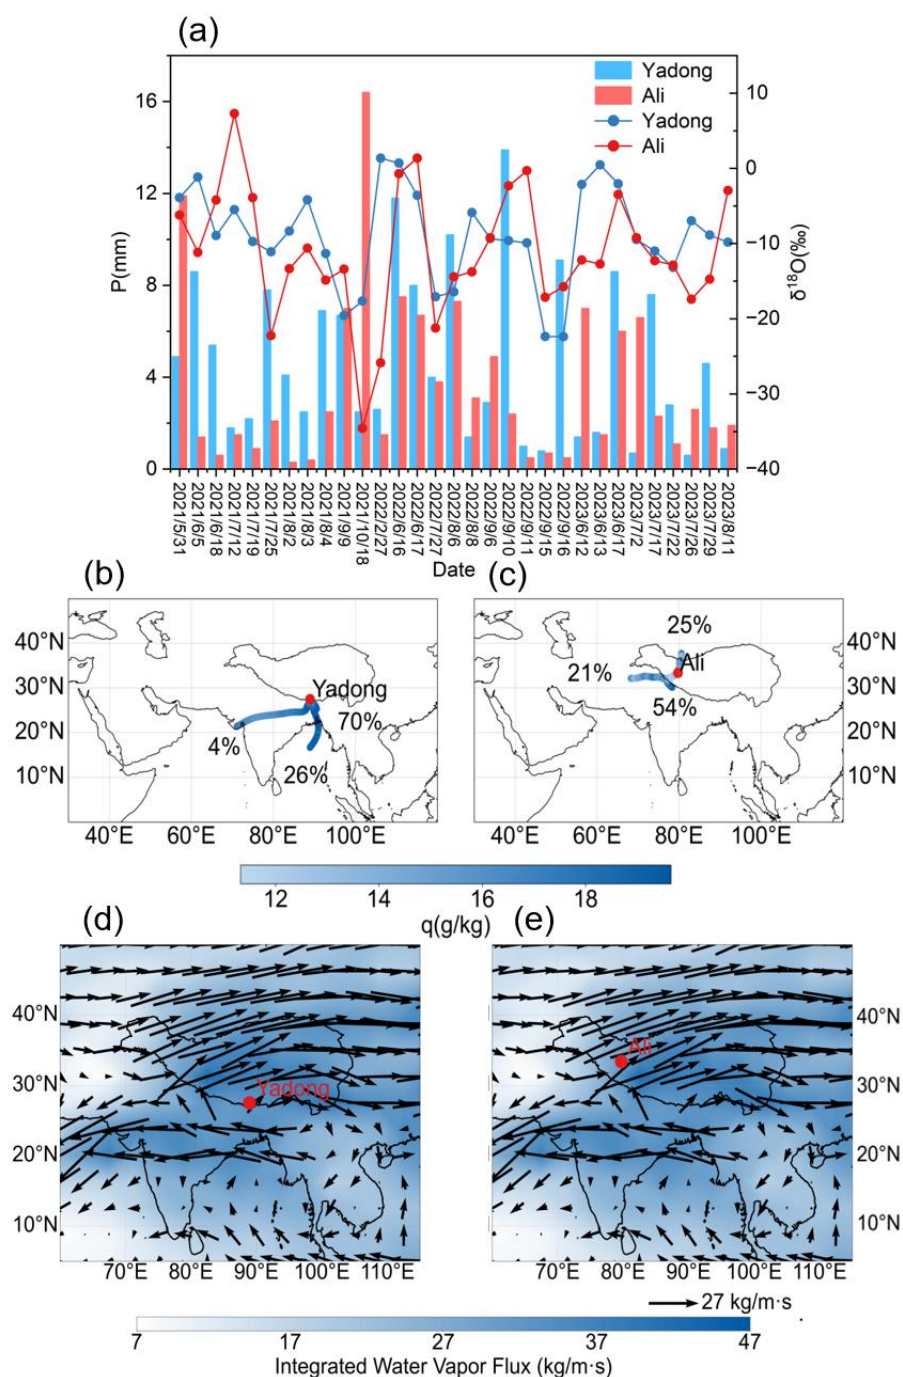 (a)
Yadong
Ali
Yadong
Ali
16
12
8
4
0
P(mm)
10
0
−10
−20
−30
−40
δ18O(‰)
2021/5/31
2021/6/5
2021/6/18
2021/7/12
2021/7/19
2021/7/25
2021/8/2
2021/8/3
2021/8/4
2021/9/9
2021/10/18
2022/2/27
2022/6/16
2022/6/17
2022/7/27
2022/8/6
2022/8/8
2022/9/6
2022/9/10
2022/9/11
2022/9/15
2022/9/16
2023/6/12
2023/6/13
2023/6/17
2023/7/2
2023/7/17
2023/7/22
2023/7/26
2023/7/29
2023/8/11
Date
(b) (c)
40°N 40°N
30°N 30°N
20°N 20°N
10°N 10°N
Yadong
70%
4%
26%
25%
Ali
21%
54%
40°E 60°E 80°E 100°E 40°E 60°E 80°E 100°E
12 14 16 18
q(g/kg)
(d) (e)
40°N 40°N
30°N 30°N
20°N 20°N
10°N 10°N
Yadong
Ali
70°E 80°E 90°E 100°E 110°E 70°E 80°E 90°E 100°E 110°E
27 kg/m·s
7 17 27 37 47
Integrated Water Vapor Flux (kg/m·s)